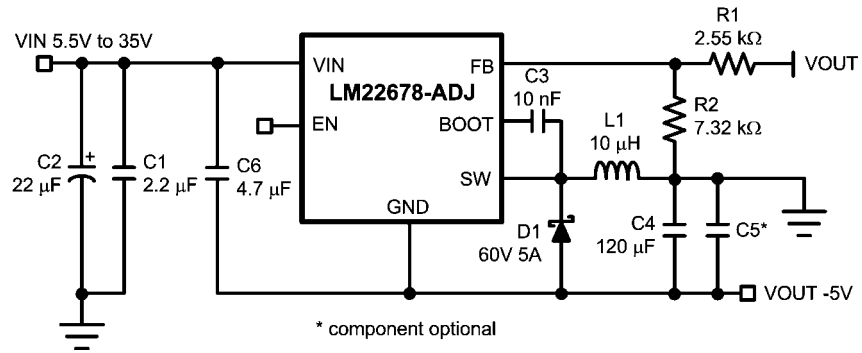 VIN 5.5V to 35V
VIN
FB
LM22678-ADJ
EN
BOOT
SW
GND
C3
10 nF
R1
2.55 kΩ
VOUT
R2
7.32 kΩ
L1
10 μH
C2
22 μF
+
C1
2.2 μF
C6
4.7 μF
D1
60V 5A
C4
120 μF
C5*
VOUT -5V
* component optional